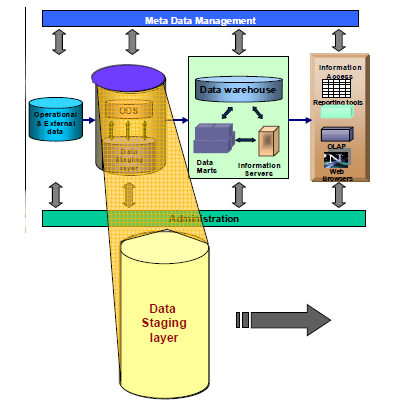 Meta Data Management
Operational
& External
data
ODS
Data
Staging
layer
Data warehouse
Data
Marts
Information
Servers
Information
Access
Reporting tools
OLAP
Web
Browsers
Administration
Data
Staging
layer